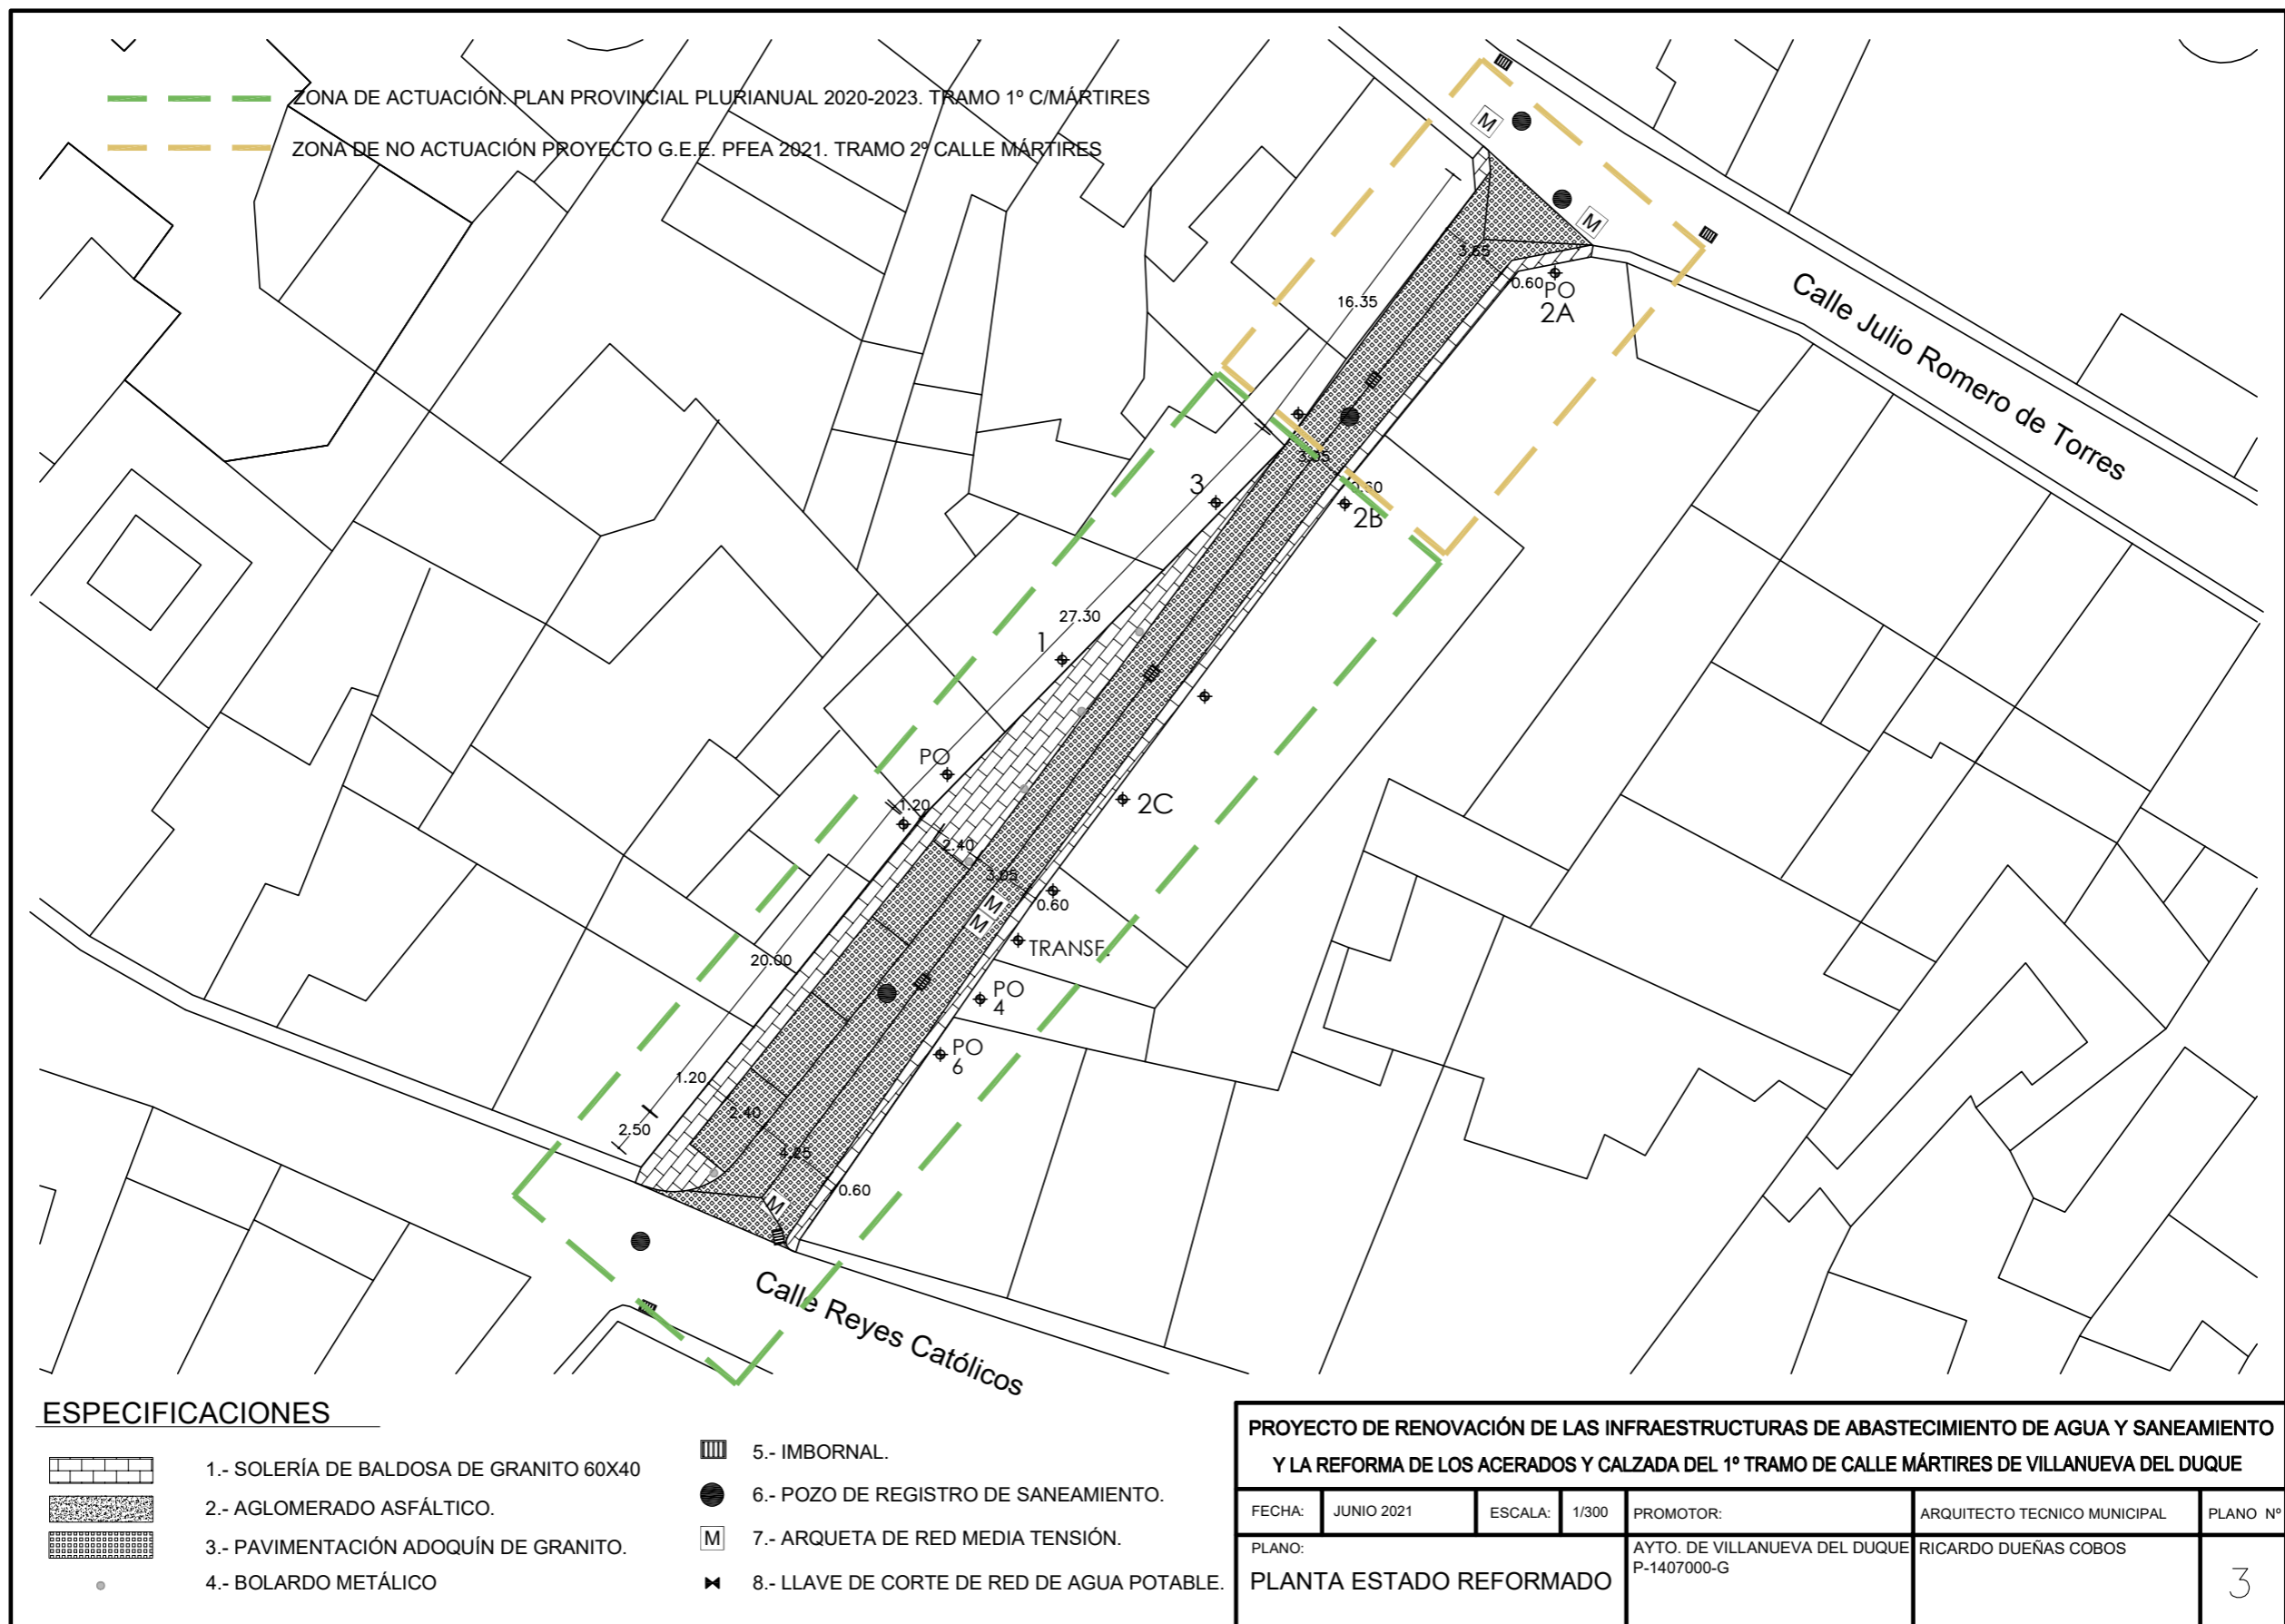 ZONA DE ACTUACIÓN. PLAN PROVINCIAL PLURIANUAL 2020-2023. TRAMO 1º C/MÁRTIRES
ZONA DE NO ACTUACIÓN PROYECTO G.E.E. PFEA 2021. TRAMO 2º CALLE MÁRTIRES
M
M
3.65
0.60
PO
2A
16.35
Calle Julio Romero de Torres
3.05
0.60
3
2B
27.30
1
PO
1.20
2C
2.40
3.05
0.60
M
M
TRANSF.
20.00
PO
4
PO
6
1.20
2.40
2.50
4.25
0.60
M
Calle Reyes Católicos
ESPECIFICACIONES
1.- SOLERÍA DE BALDOSA DE GRANITO 60X40
2.- AGLOMERADO ASFÁLTICO.
3.- PAVIMENTACIÓN ADOQUÍN DE GRANITO.
4.- BOLARDO METÁLICO
5.- IMBORNAL.
6.- POZO DE REGISTRO DE SANEAMIENTO.
M 7.- ARQUETA DE RED MEDIA TENSIÓN.
8.- LLAVE DE CORTE DE RED DE AGUA POTABLE.
PROYECTO DE RENOVACIÓN DE LAS INFRAESTRUCTURAS DE ABASTECIMIENTO DE AGUA Y SANEAMIENTO
Y LA REFORMA DE LOS ACERADOS Y CALZADA DEL 1º TRAMO DE CALLE MÁRTIRES DE VILLANUEVA DEL DUQUE
FECHA: JUNIO 2021 ESCALA: 1/300 PROMOTOR: ARQUITECTO TECNICO MUNICIPAL PLANO Nº
PLANO:
PLANTA ESTADO REFORMADO
AYTO. DE VILLANUEVA DEL DUQUE
P-1407000-G
RICARDO DUEÑAS COBOS
3